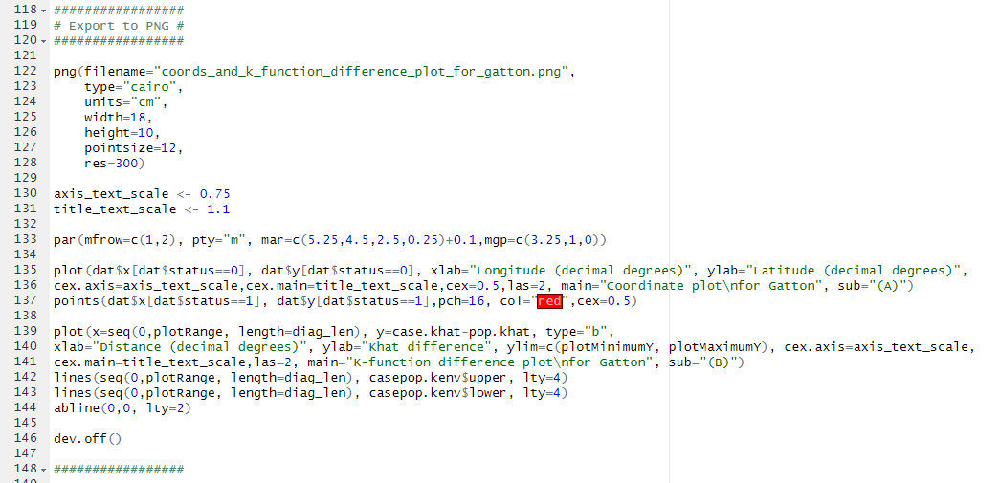 118 #################
119 # Export to PNG #
120 #################
121
122 png(filename="coords_and_k_function_difference_plot_for_gatton.png",
123     type="cairo",
124     units="cm",
125     width=18,
126     height=10,
127     pointsize=12,
128     res=300)
129
130 axis_text_scale <- 0.75
131 title_text_scale <- 1.1
132
133 par(mfrow=c(1,2), pty="m", mar=c(5.25,4.5,2.5,0.25)+0.1,mgp=c(3.25,1,0))
134
135 plot(dat$x[dat$status==0], dat$y[dat$status==0], xlab="Longitude (decimal degrees)", ylab="Latitude (decimal degrees)",
136 cex.axis=axis_text_scale,cex.main=title_text_scale,cex=0.5,las=2, main="Coordinate plot\nfor Gatton", sub="(A)")
137 points(dat$x[dat$status==1], dat$y[dat$status==1],pch=16, col="red",cex=0.5)
138
139 plot(x=seq(0,plotRange, length=diag_len), y=case.khat-pop.khat, type="b",
140 xlab="Distance (decimal degrees)", ylab="Khat difference", ylim=c(plotMinimumY, plotMaximumY), cex.axis=axis_text_scale,
141 cex.main=title_text_scale,las=2, main="K-function difference plot\nfor Gatton", sub="(B)")
142 lines(seq(0,plotRange, length=diag_len), casepop.kenv$upper, lty=4)
143 lines(seq(0,plotRange, length=diag_len), casepop.kenv$lower, lty=4)
144 abline(0,0, lty=2)
145
146 dev.off()
147
148 #################